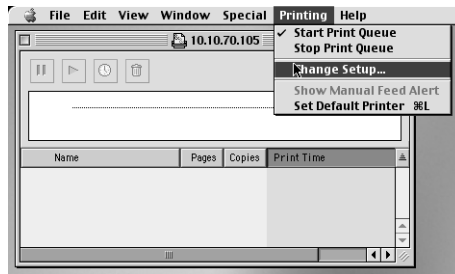 File Edit View Window Special Printing Help
10.10.70.105
✓ Start Print Queue
Stop Print Queue
Change Setup...
Show Manual Feed Alert
Set Default Printer ⌘L
Name Pages Copies Print Time